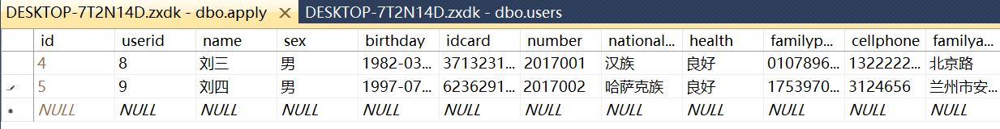 DESKTOP-7T2N14D.zxdk - dbo.apply DESKTOP-7T2N14D.zxdk - dbo.users
id userid name sex birthday idcard number national... health familyp... cellphone familya...
4 8 刘三 男 1982-03... 3713231... 2017001 汉族 良好 0107896... 1322222... 北京路
5 9 刘四 男 1997-07... 6236291... 2017002 哈萨克族 良好 1753970... 3124656 兰州市安...
NULL NULL NULL NULL NULL NULL NULL NULL NULL NULL NULL NULL